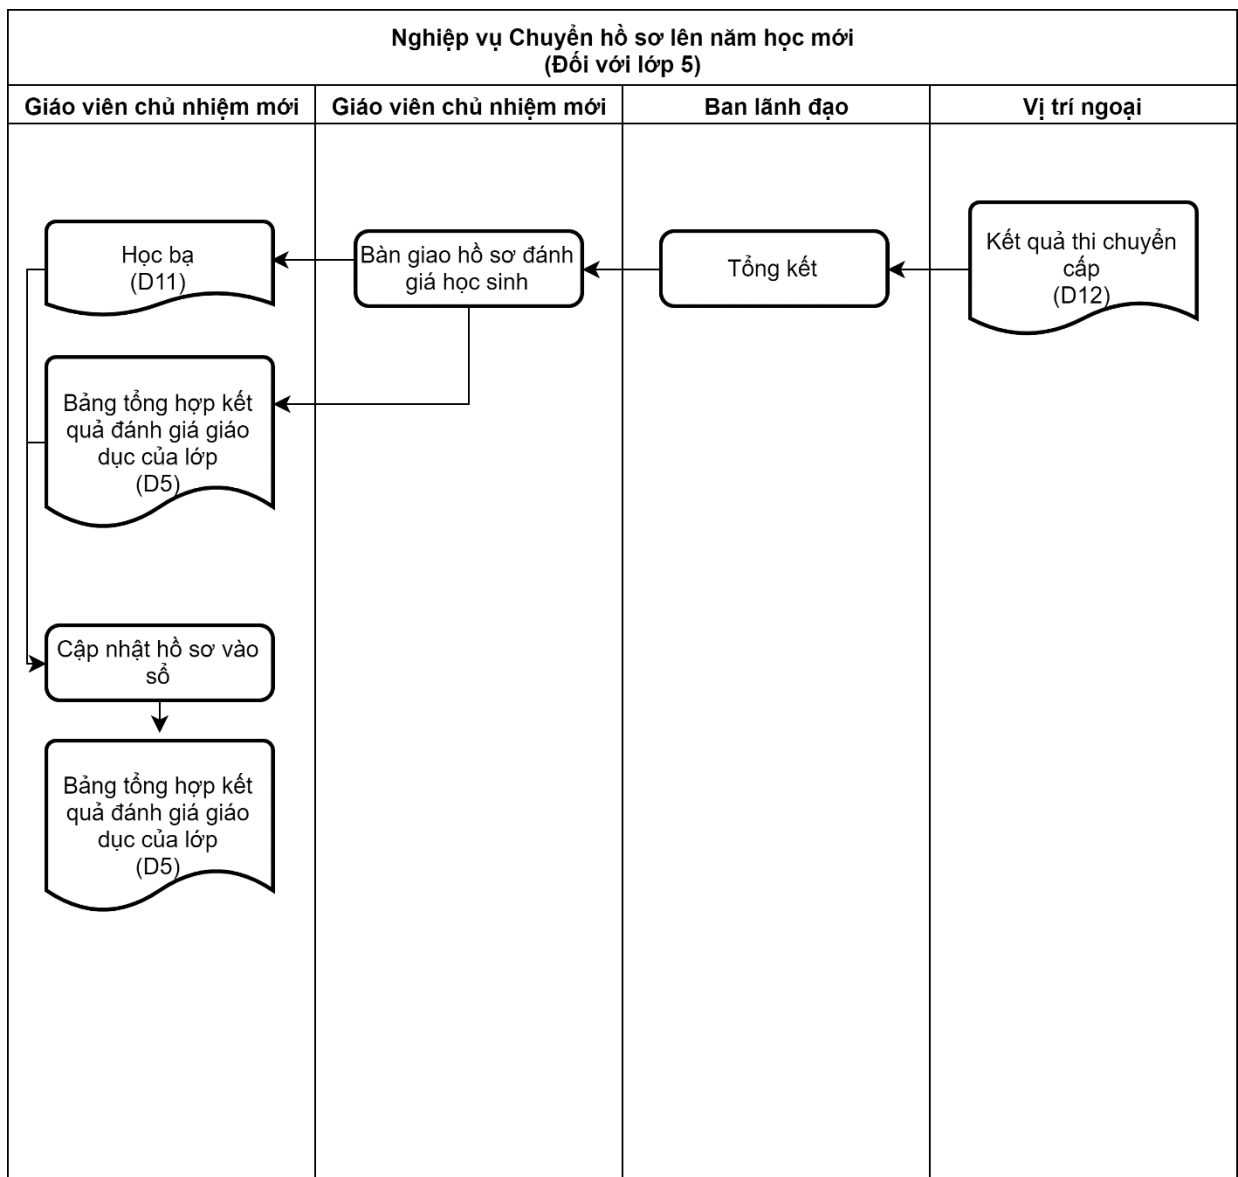 Nghiệp vụ Chuyển hồ sơ lên năm học mới
(Đối với lớp 5)
Giáo viên chủ nhiệm mới
Giáo viên chủ nhiệm mới
Ban lãnh đạo
Vị trí ngoại
Học bạ
(D11)
Bàn giao hồ sơ đánh
giá học sinh
Tổng kết
Kết quả thi chuyển
cấp
(D12)
Bảng tổng hợp kết
quả đánh giá giáo
dục của lớp
(D5)
Cập nhật hồ sơ vào
sổ
Bảng tổng hợp kết
quả đánh giá giáo
dục của lớp
(D5)